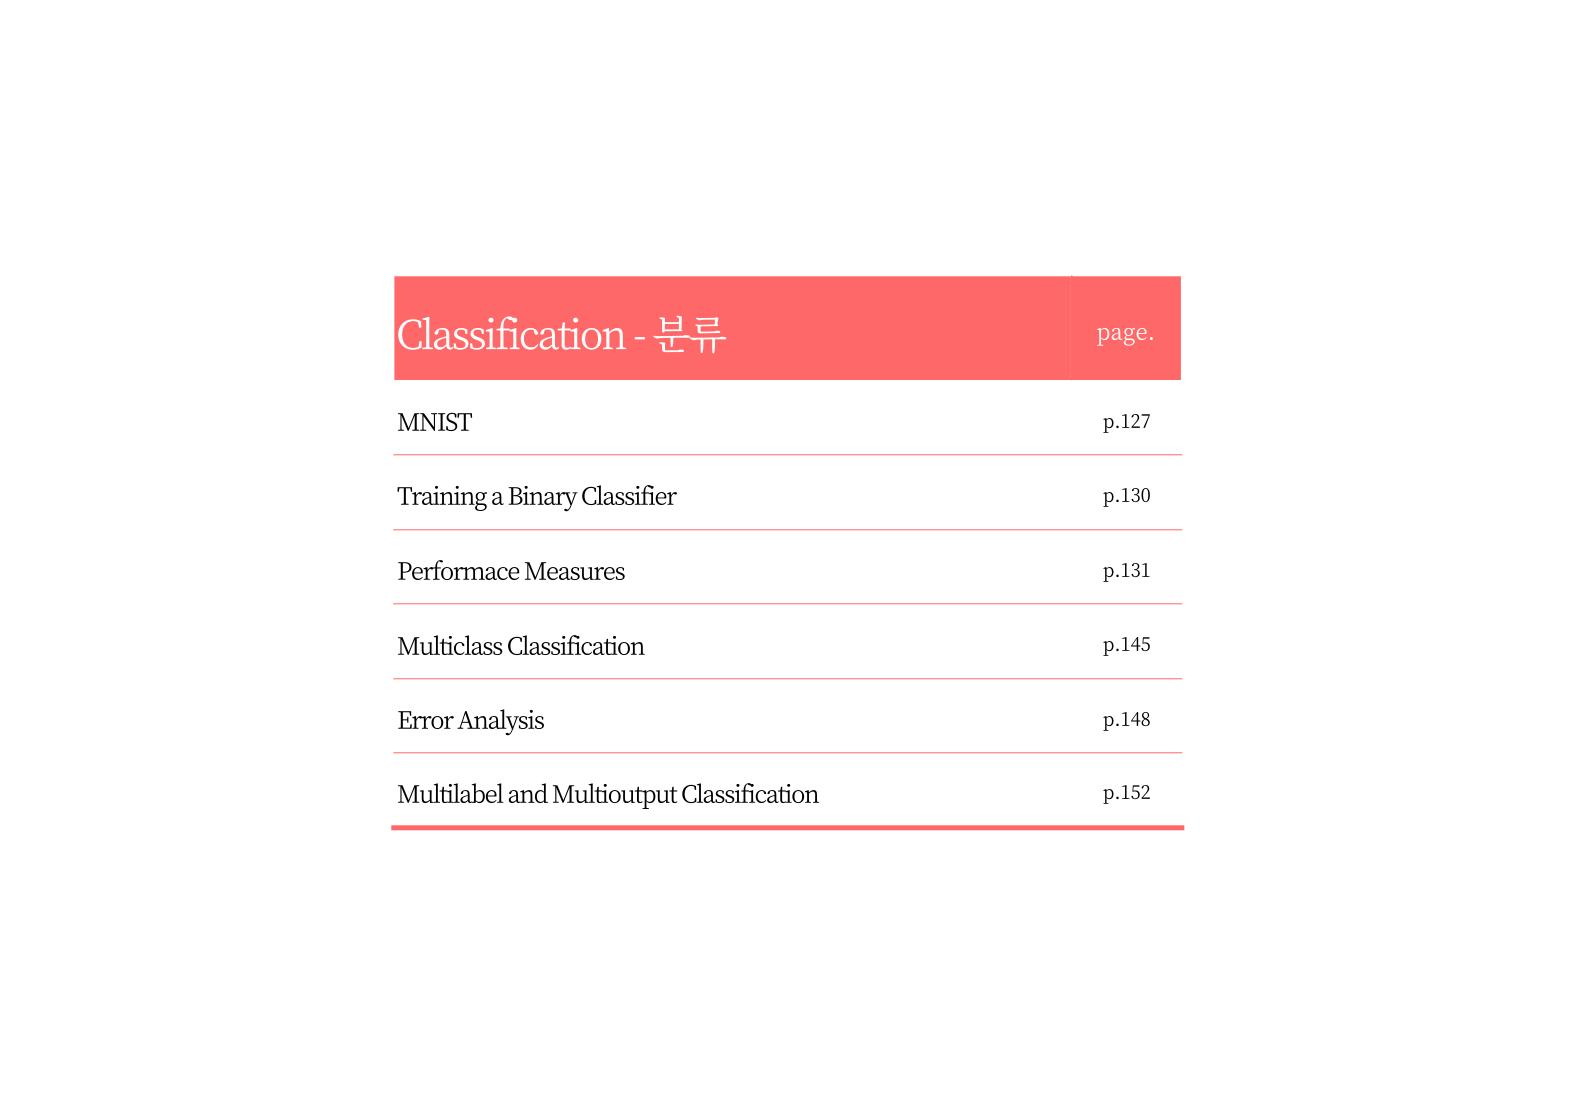 Classification - 분류 page.
MNIST p.127
Training a Binary Classifier p.130
Performace Measures p.131
Multiclass Classification p.145
Error Analysis p.148
Multilabel and Multioutput Classification p.152